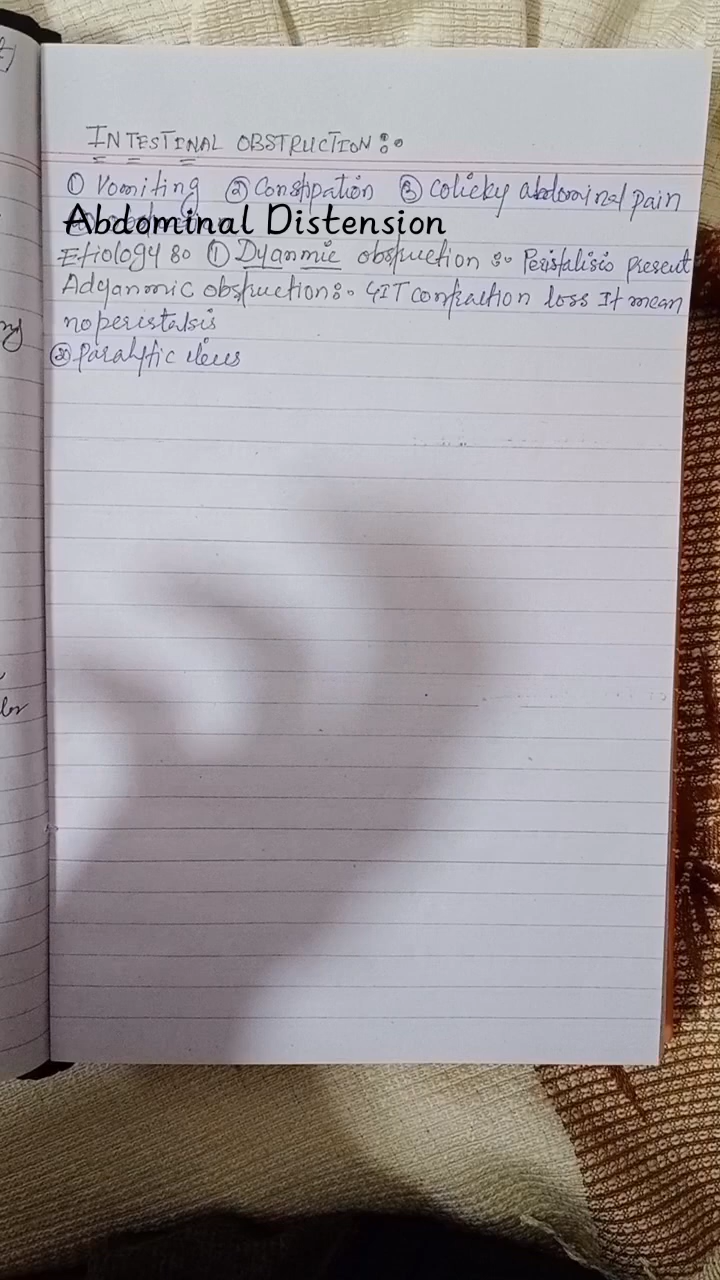 INTESTINAL OBSTRUCTION :•
① Vomiting ② Constipation ③ Colicky abdominal pain
Abdominal Distension
Etiology :• ① Dyanmic obstruction :• Peristalisis present
Adyanmic obstruction :• GIT contraction loss It mean
no peristalsis
② Paralytic ileus